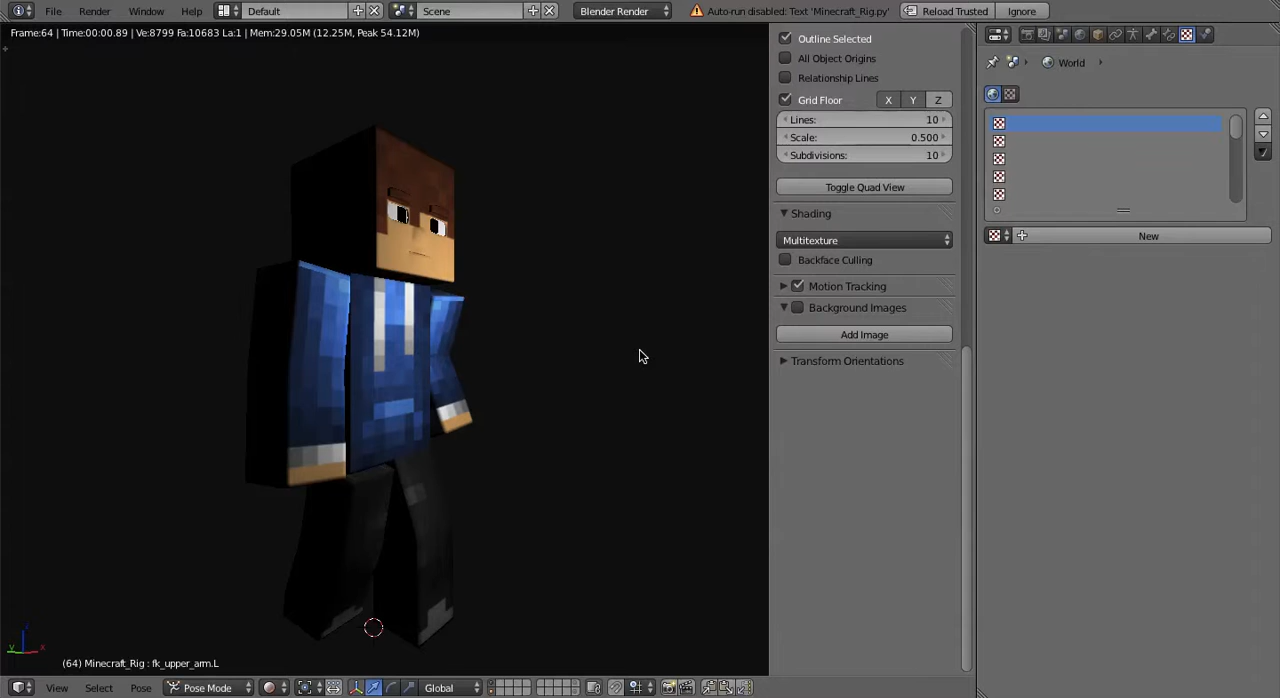 File Render Window Help Default Scene Blender Render Auto-run disabled: Text 'Minecraft_Rig.py' Reload Trusted Ignore
Frame:64 | Time:00:00.89 | Ve:8799 Fa:10683 La:1 | Mem:29.05M (12.25M, Peak 54.12M)
Outline Selected
All Object Origins
World
Relationship Lines
Grid Floor X Y Z
Lines: 10
Scale: 0.500
Subdivisions: 10
Toggle Quad View
Shading
New
Multitexture
Backface Culling
Motion Tracking
Background Images
Add Image
Transform Orientations
(64) Minecraft_Rig : fk_upper_arm.L
View Select Pose Pose Mode Global